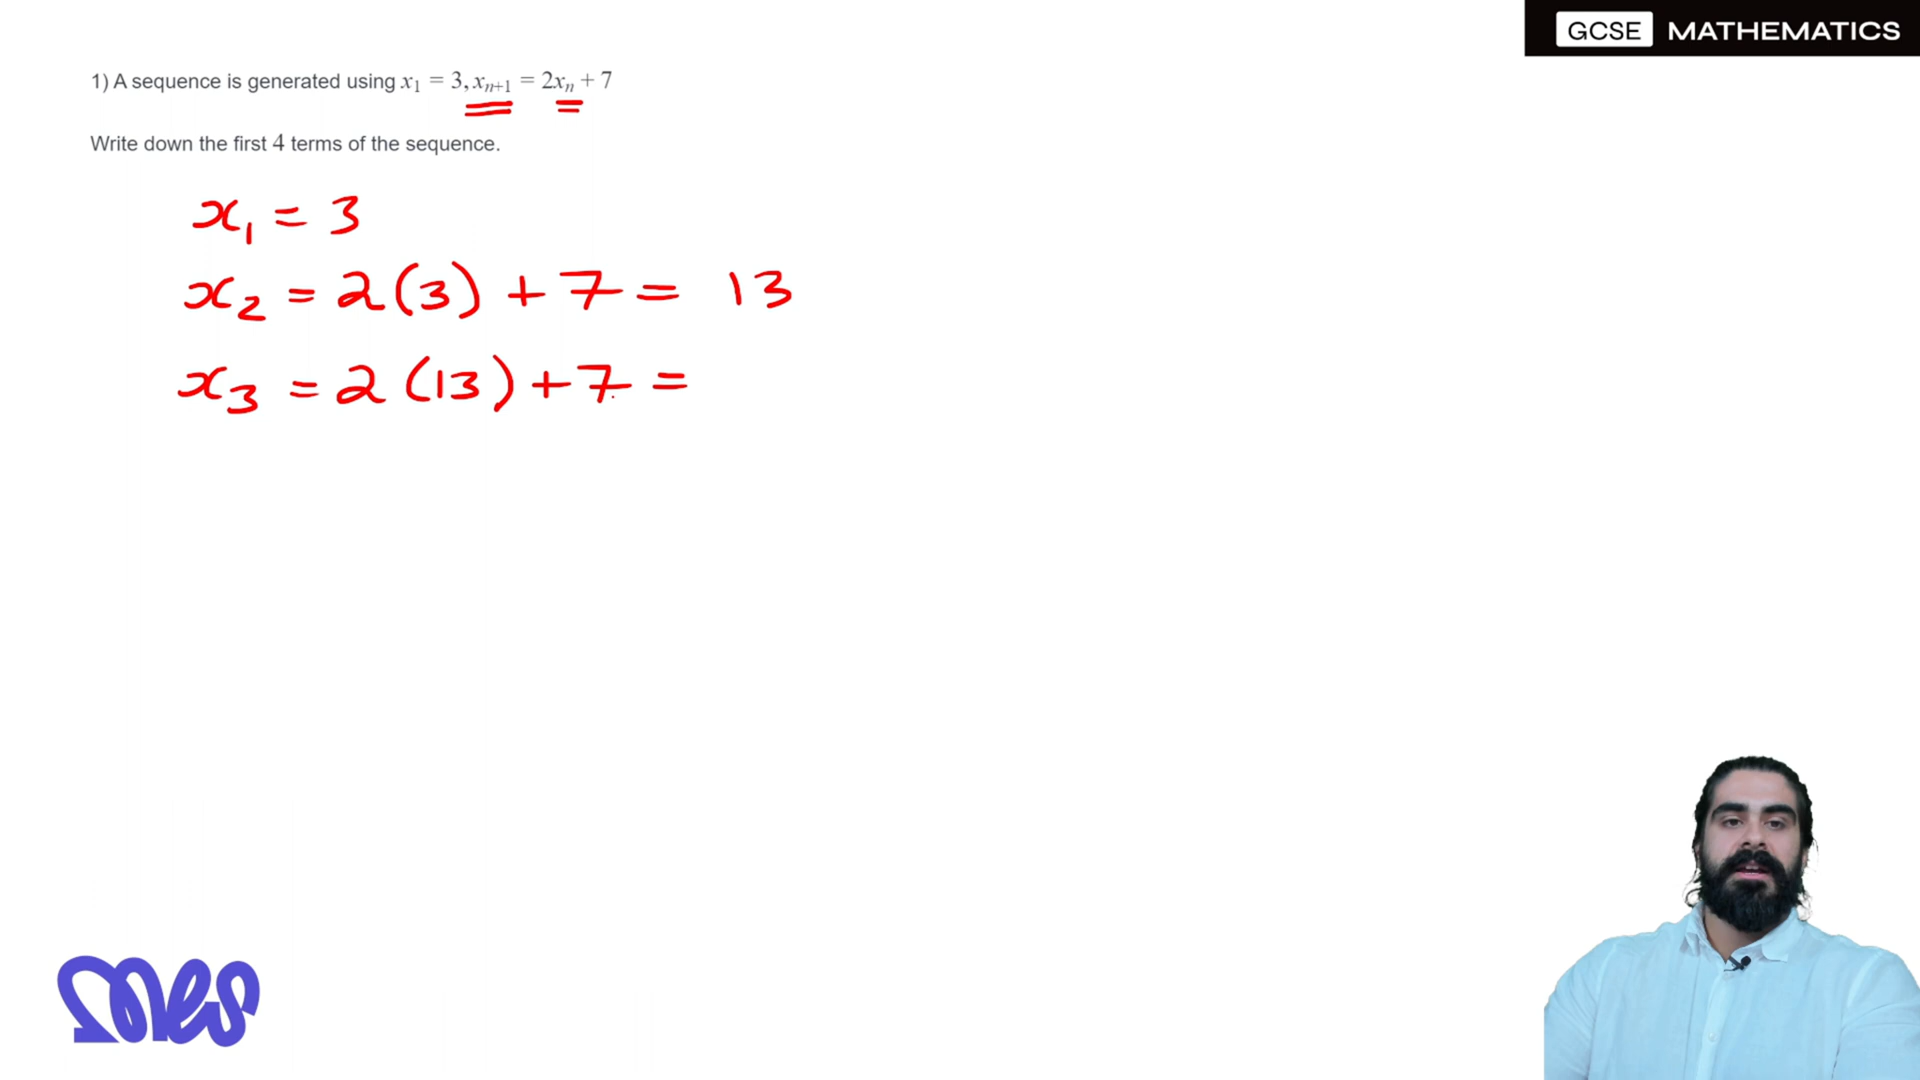 GCSE MATHEMATICS
1) A sequence is generated using x₁ = 3, xₙ₊₁ = 2xₙ + 7
Write down the first 4 terms of the sequence.
x₁ = 3
x₂ = 2(3) + 7 = 13
x₃ = 2(13) + 7 =
mes